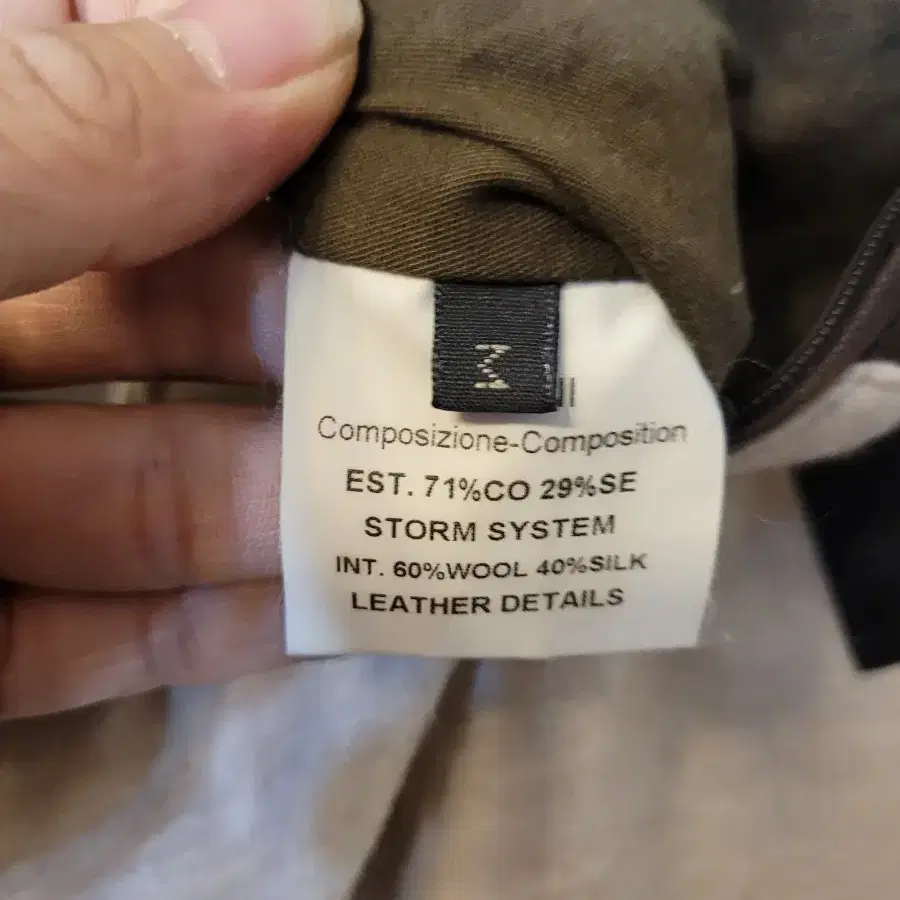 M
Composizione-Composition
EST. 71%CO 29%SE
STORM SYSTEM
INT. 60%WOOL 40%SILK
LEATHER DETAILS